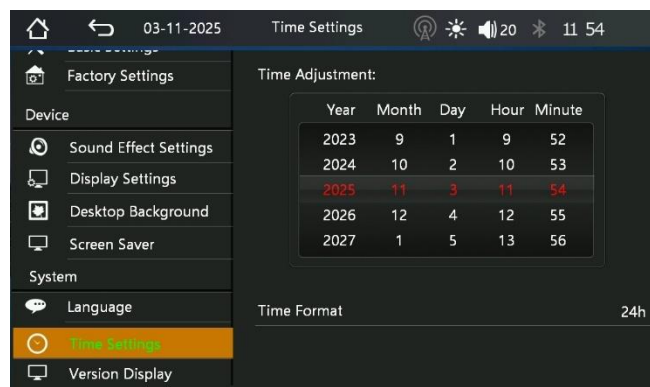 03-11-2025 Time Settings 20 11 54
Basic Settings
Factory Settings
Device
Sound Effect Settings
Display Settings
Desktop Background
Screen Saver
System
Language
Time Settings
Version Display
Time Adjustment:
Year Month Day Hour Minute
2023 9 1 9 52
2024 10 2 10 53
2025 11 3 11 54
2026 12 4 12 55
2027 1 5 13 56
Time Format 24h